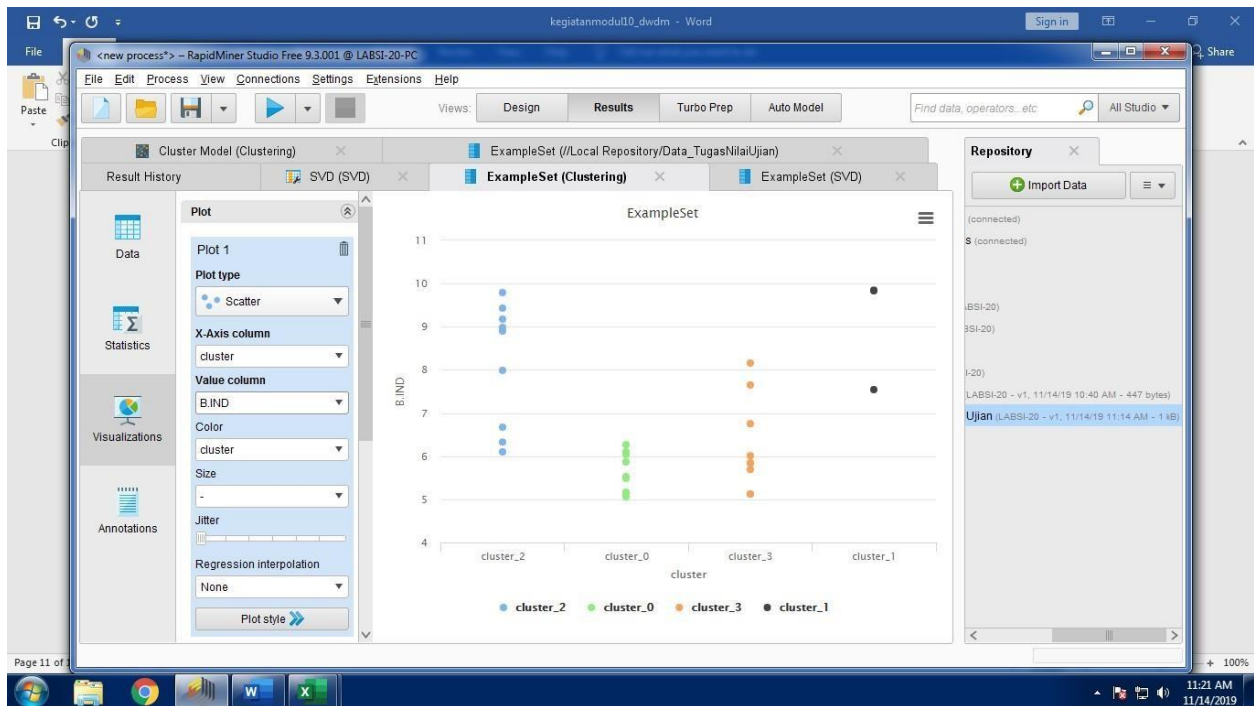 kegiatanmodul10_dwdm - Word
Sign in
File
Share
Paste
Clip
<new process*> – RapidMiner Studio Free 9.3.001 @ LABSI-20-PC
File Edit Process View Connections Settings Extensions Help
Views: Design Results Turbo Prep Auto Model
Find data, operators...etc
All Studio
Cluster Model (Clustering)
ExampleSet (//Local Repository/Data_TugasNilaiUjian)
Result History
SVD (SVD)
ExampleSet (Clustering)
ExampleSet (SVD)
Repository
Import Data
(connected)
S (connected)
SI-20)
I-20)
(LABSI-20 - v1, 11/14/19 10:40 AM - 447 bytes)
Ujian (LABSI-20 - v1, 11/14/19 11:14 AM - 1 kB)
Data
Statistics
Visualizations
Annotations
Plot
Plot 1
Plot type
Scatter
X-Axis column
cluster
Value column
B.IND
Color
cluster
Size
-
Jitter
Regression interpolation
None
Plot style
ExampleSet
11
10
9
8
7
6
5
4
B.IND
cluster_2 cluster_0 cluster_3 cluster_1
cluster
cluster_2 cluster_0 cluster_3 cluster_1
Page 11 of
100%
11:21 AM
11/14/2019